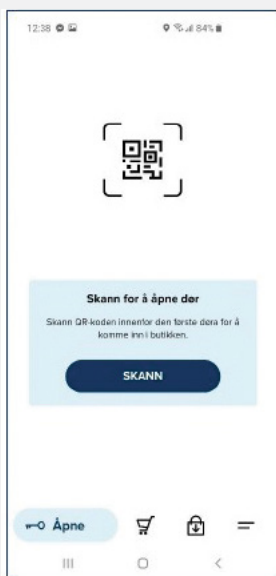 12:38 84%
Skann for å åpne dør
Skann QR-koden innenfor den første døra for å
komme inn i butikken.
SKANN
Åpne